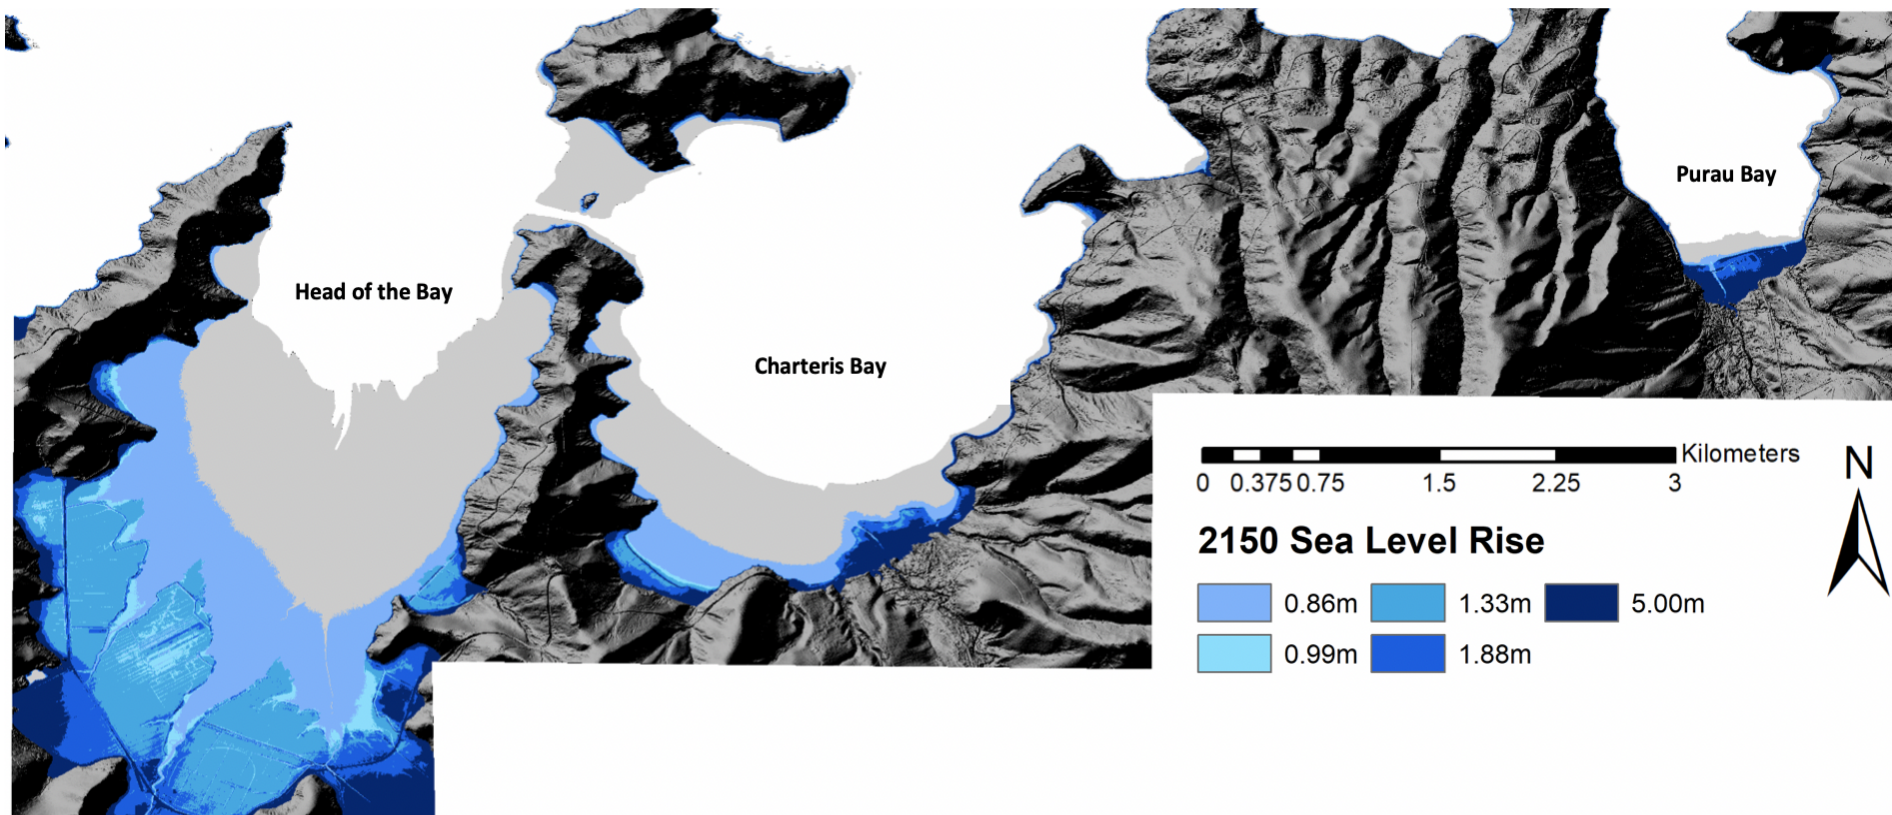 Purau Bay
Head of the Bay
Charteris Bay
Kilometers
0 0.375 0.75 1.5 2.25 3
N
2150 Sea Level Rise
0.86m 1.33m 5.00m
0.99m 1.88m